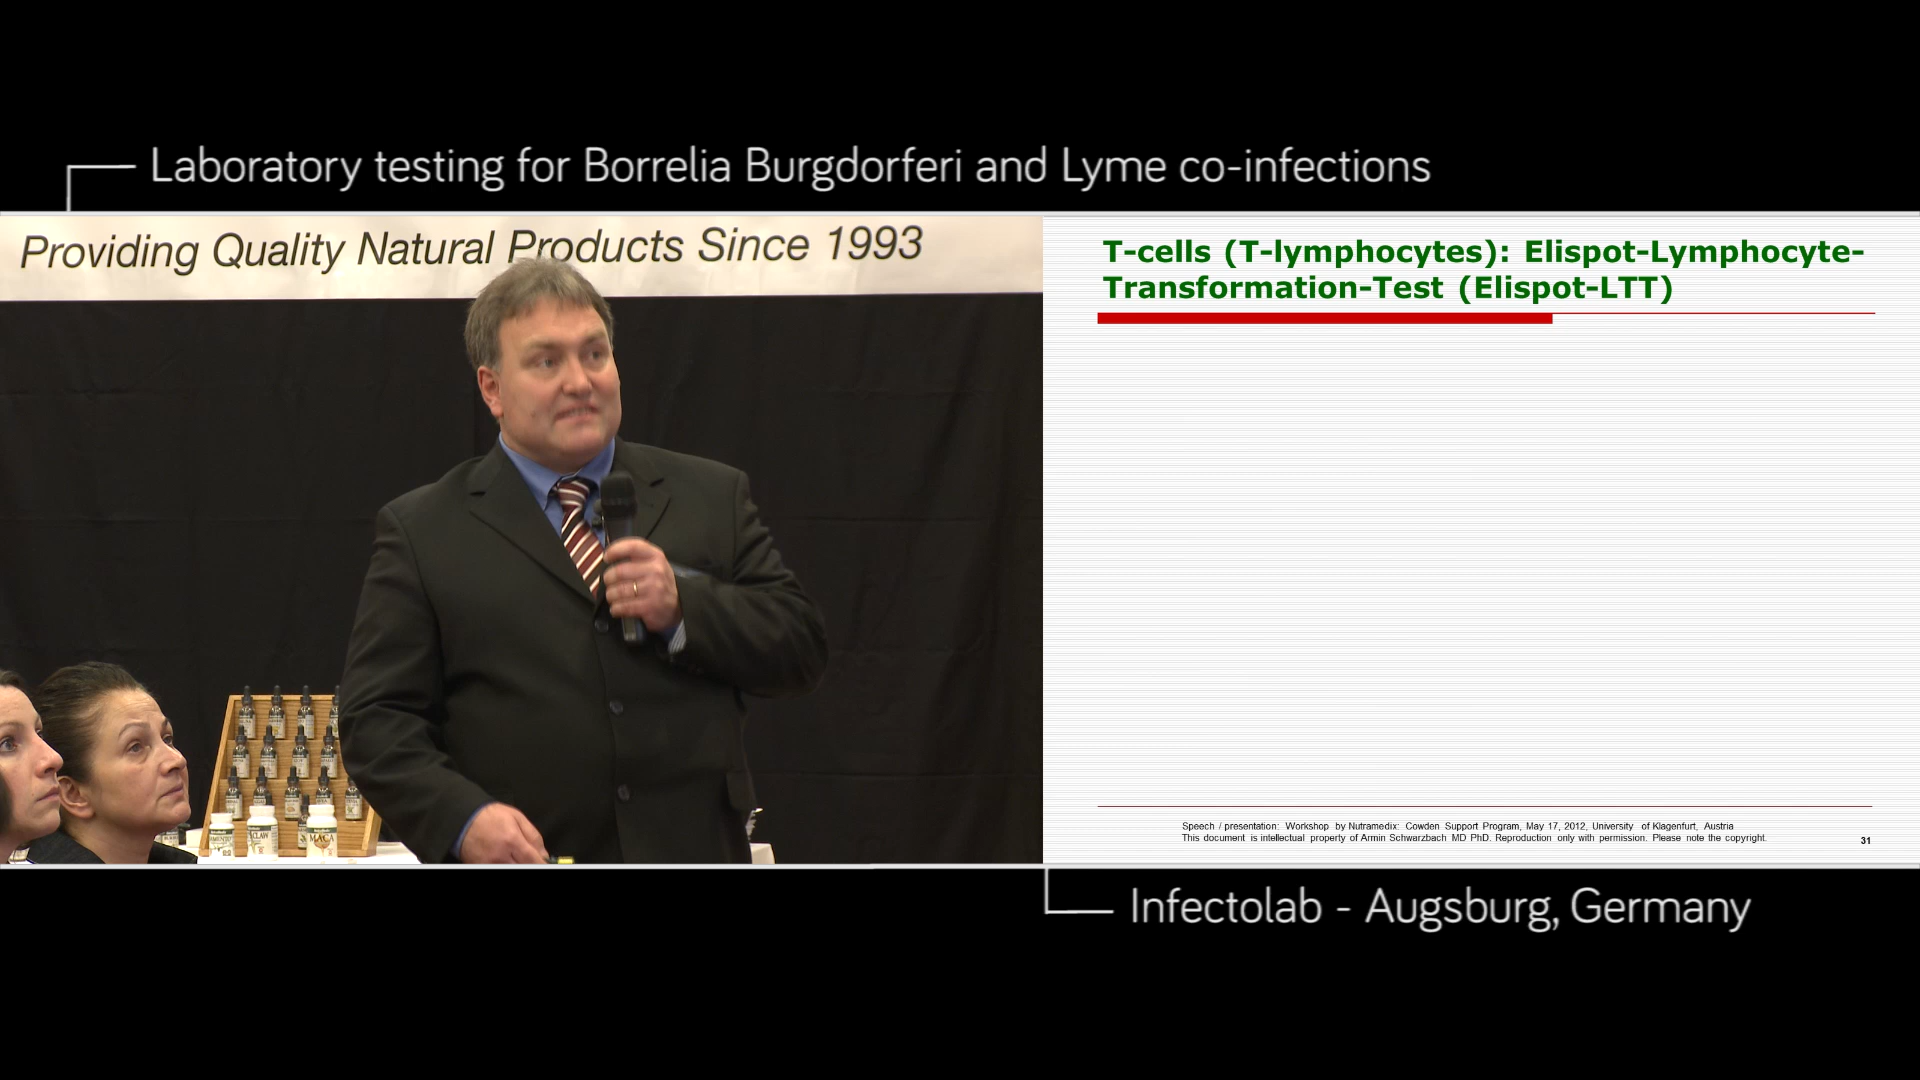 Laboratory testing for Borrelia Burgdorferi and Lyme co-infections
Providing Quality Natural Products Since 1993
T-cells (T-lymphocytes): Elispot-Lymphocyte-
Transformation-Test (Elispot-LTT)
MACA
Speech / presentation: Workshop by Nutramedix: Cowden Support Program, May 17, 2012, University of Klagenfurt, Austria
This document is intellectual property of Armin Schwarzbach MD PhD. Reproduction only with permission. Please note the copyright.
31
Infectolab - Augsburg, Germany